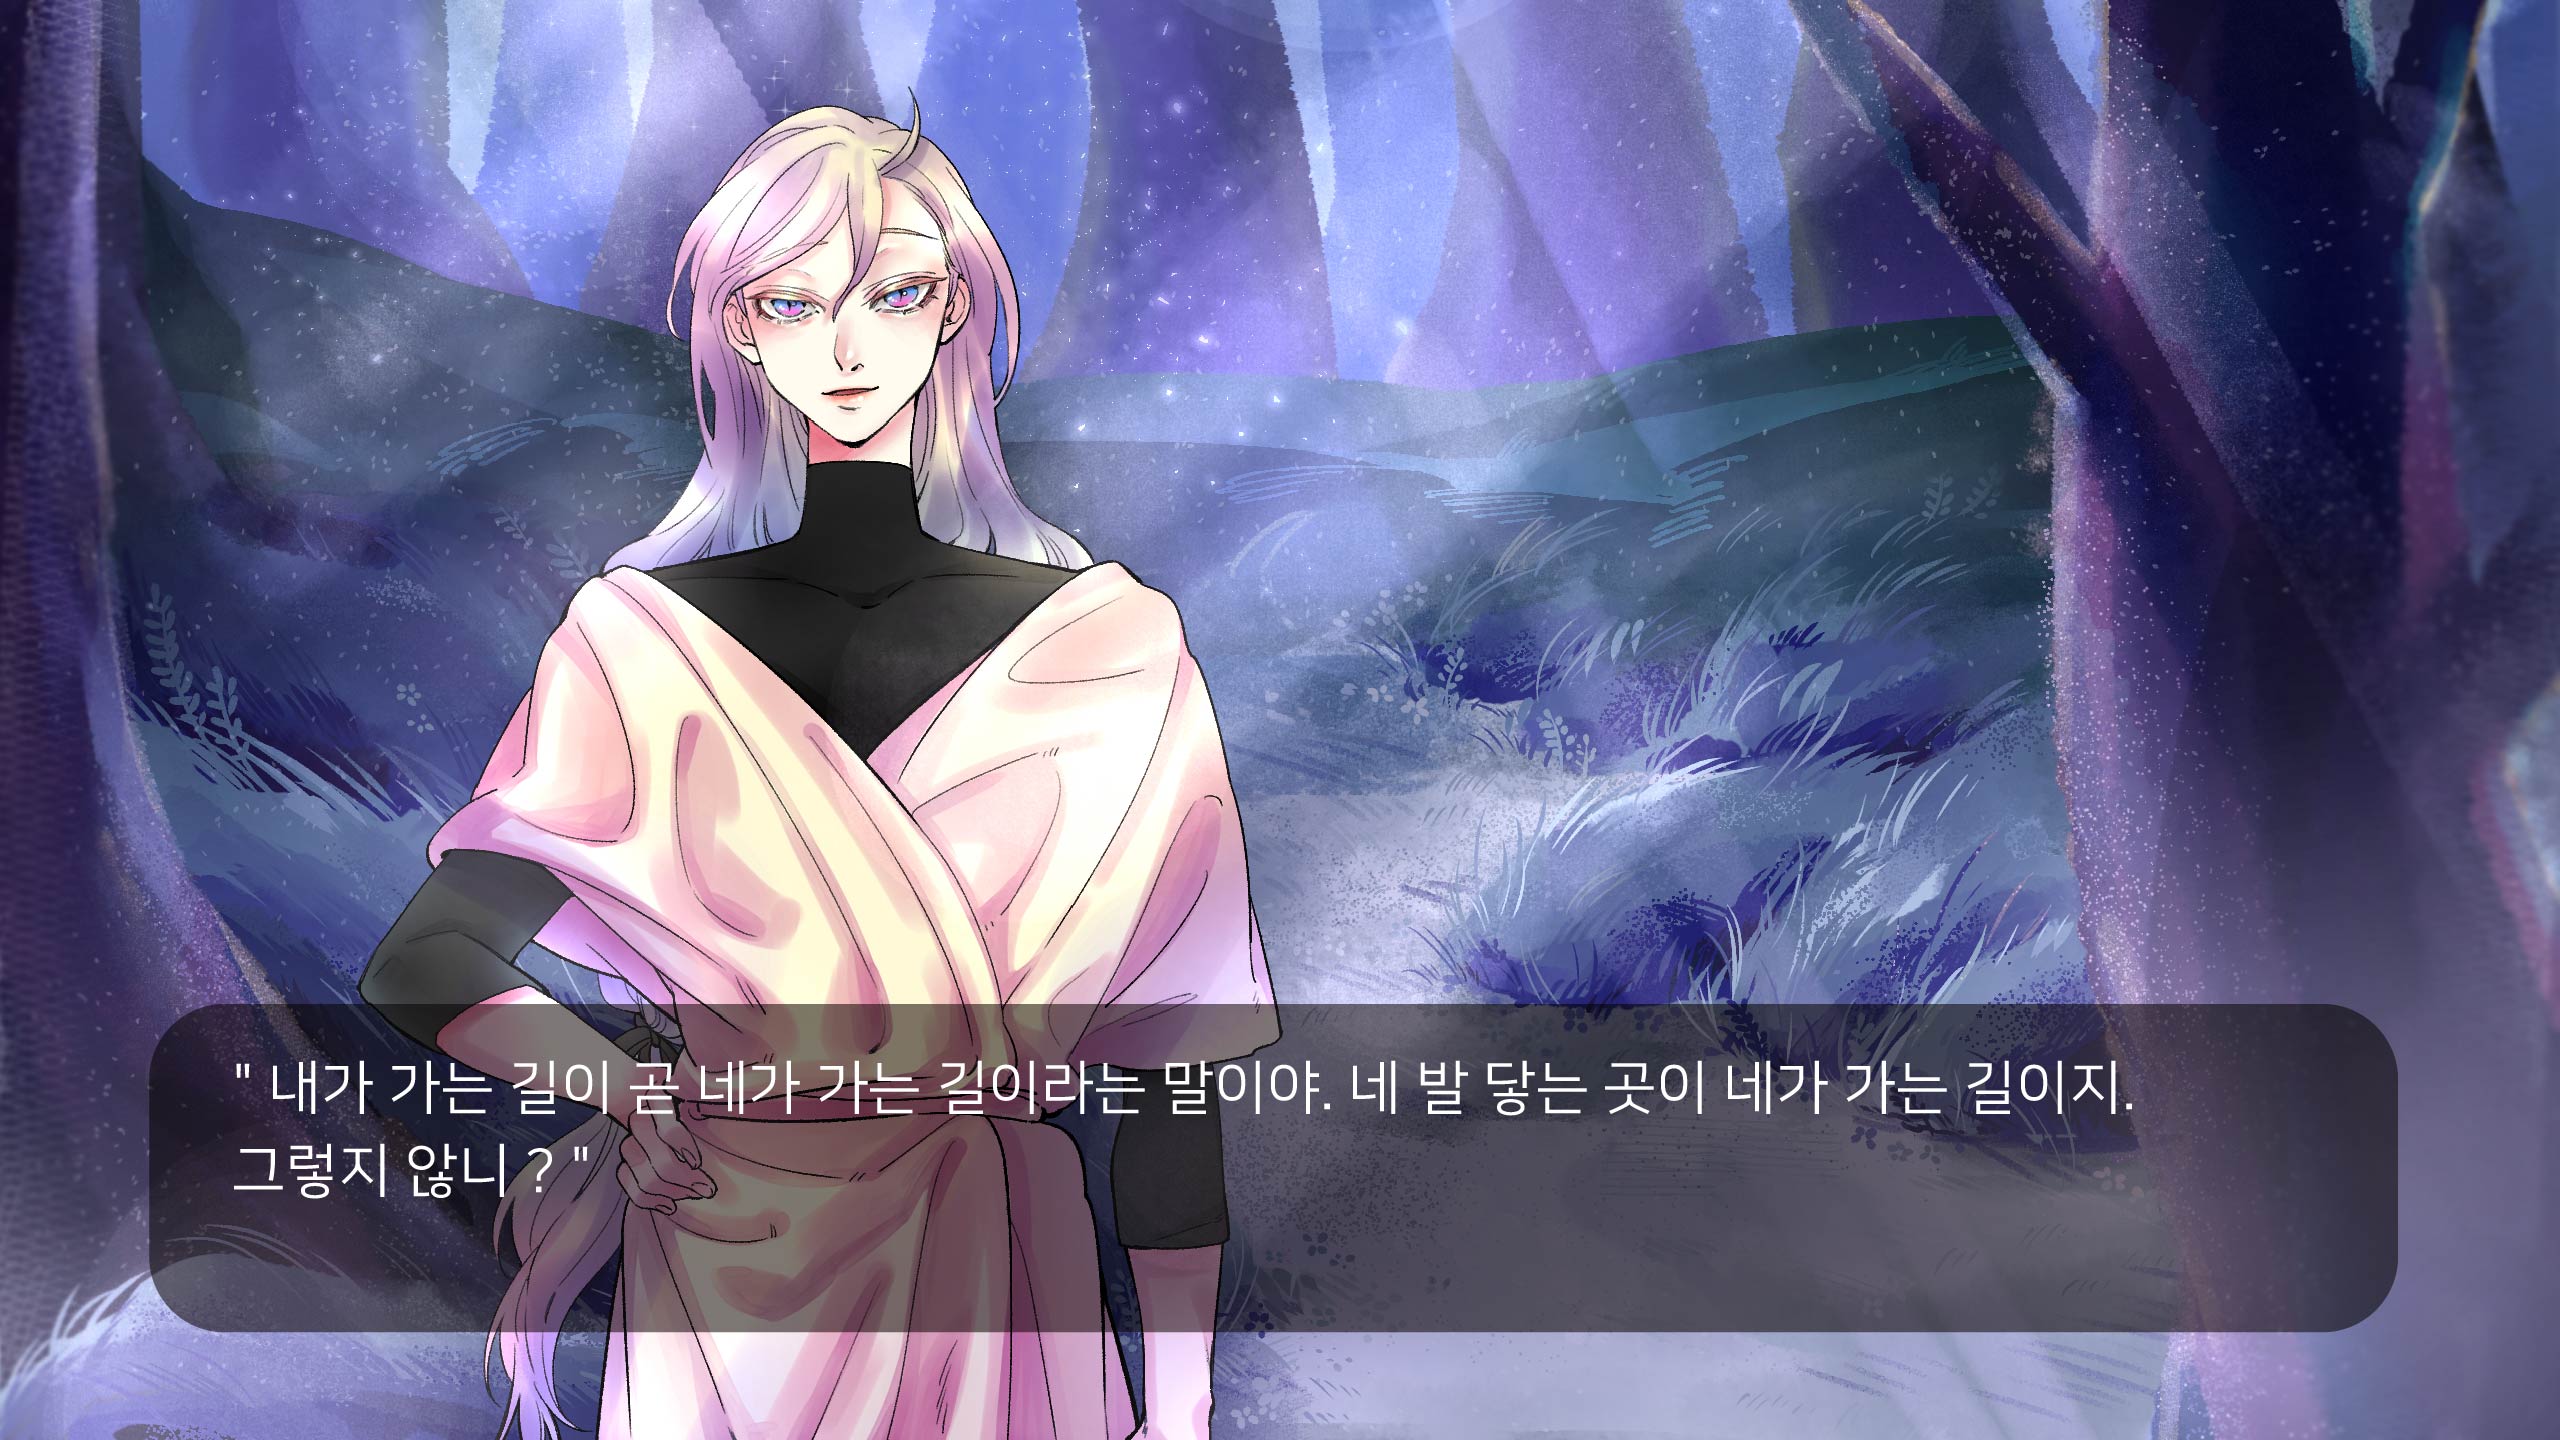 " 내가 가는 길이 곧 네가 가는 길이라는 말이야. 네 발 닿는 곳이 네가 가는 길이지.
그렇지 않니 ? "